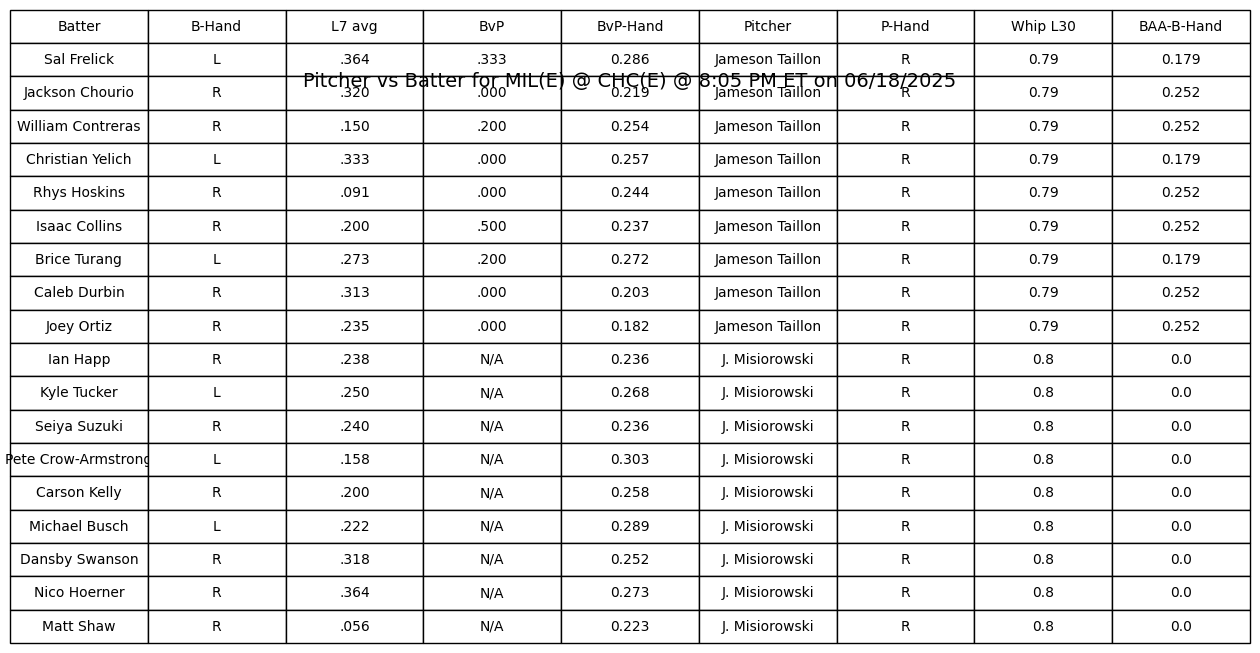 Batter B-Hand L7 avg BvP BvP-Hand Pitcher P-Hand Whip L30 BAA-B-Hand
Sal Frelick L .364 .333 0.286 Jameson Taillon R 0.79 0.179
Pitcher vs Batter for MIL(E) @ CHC(E) @ 8:05 PM ET on 06/18/2025
Jackson Chourio R .320 .000 0.219 Jameson Taillon R 0.79 0.252
William Contreras R .150 .200 0.254 Jameson Taillon R 0.79 0.252
Christian Yelich L .333 .000 0.257 Jameson Taillon R 0.79 0.179
Rhys Hoskins R .091 .000 0.244 Jameson Taillon R 0.79 0.252
Isaac Collins R .200 .500 0.237 Jameson Taillon R 0.79 0.252
Brice Turang L .273 .200 0.272 Jameson Taillon R 0.79 0.179
Caleb Durbin R .313 .000 0.203 Jameson Taillon R 0.79 0.252
Joey Ortiz R .235 .000 0.182 Jameson Taillon R 0.79 0.252
Ian Happ R .238 N/A 0.236 J. Misiorowski R 0.8 0.0
Kyle Tucker L .250 N/A 0.268 J. Misiorowski R 0.8 0.0
Seiya Suzuki R .240 N/A 0.236 J. Misiorowski R 0.8 0.0
Pete Crow-Armstrong L .158 N/A 0.303 J. Misiorowski R 0.8 0.0
Carson Kelly R .200 N/A 0.258 J. Misiorowski R 0.8 0.0
Michael Busch L .222 N/A 0.289 J. Misiorowski R 0.8 0.0
Dansby Swanson R .318 N/A 0.252 J. Misiorowski R 0.8 0.0
Nico Hoerner R .364 N/A 0.273 J. Misiorowski R 0.8 0.0
Matt Shaw R .056 N/A 0.223 J. Misiorowski R 0.8 0.0